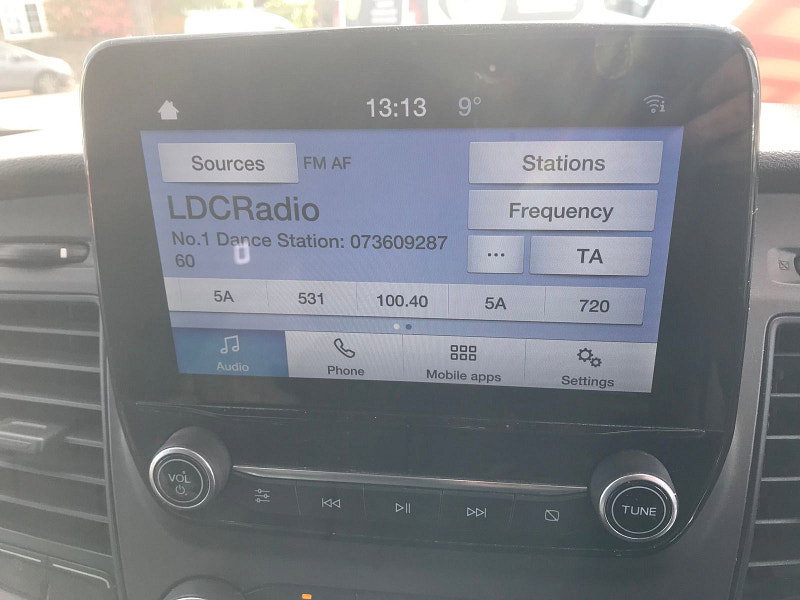 13:13 9°
Sources FM AF Stations
LDCRadio Frequency
No.1 Dance Station: 073609287
60
... TA
5A 531 100.40 5A 720
Audio Phone Mobile apps Settings
VOL
TUNE